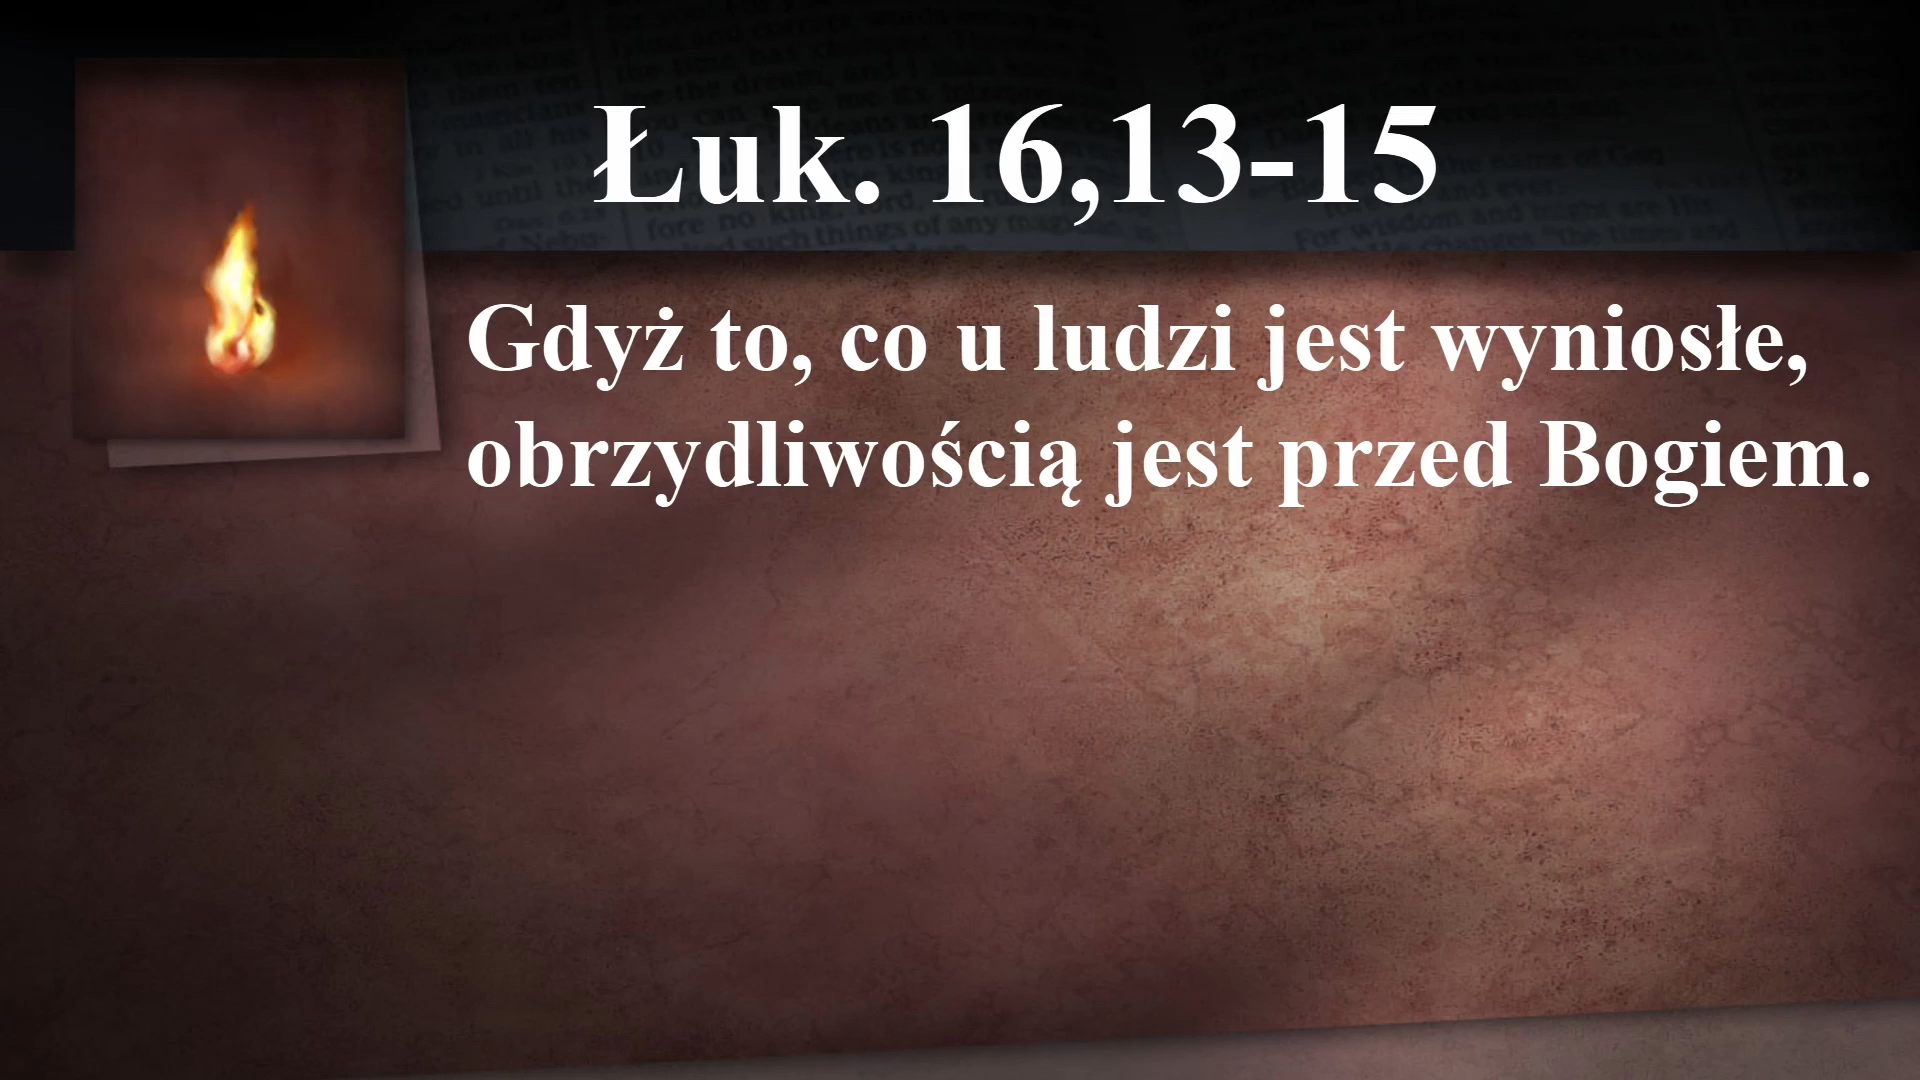 Łuk. 16,13-15
Gdyż to, co u ludzi jest wyniosłe,
obrzydliwością jest przed Bogiem.